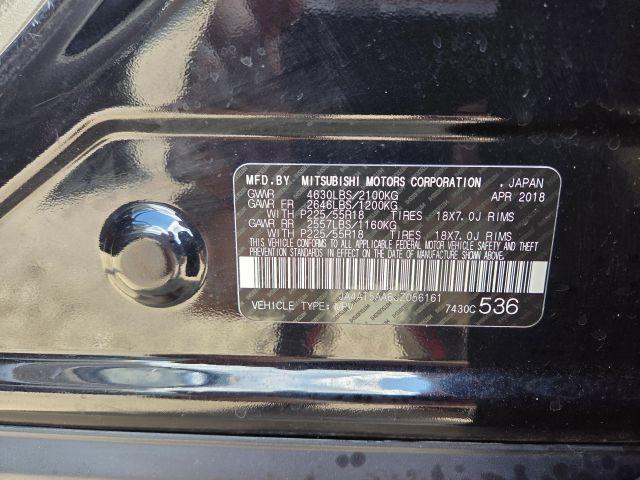 MFD.BY MITSUBISHI MOTORS CORPORATION , JAPAN
GVWR 4630LBS/2100KG APR 2018
GAWR FR 2646LBS/1200KG
WITH P225/55R18 TIRES 18X7.0J RIMS
GAWR RR 2557LBS/1160KG
WITH P225/55R18 TIRES 18X7.0J RIMS
THIS VEHICLE CONFORMS TO ALL APPLICABLE FEDERAL MOTOR VEHICLE SAFETY,
BUMPER, AND THEFT PREVENTION STANDARDS IN EFFECT ON THE DATE OF MANUFACTURE SHOWN ABOVE.
JA4AT5AA6JZ056161
VEHICLE TYPE: MPV 7430C 536